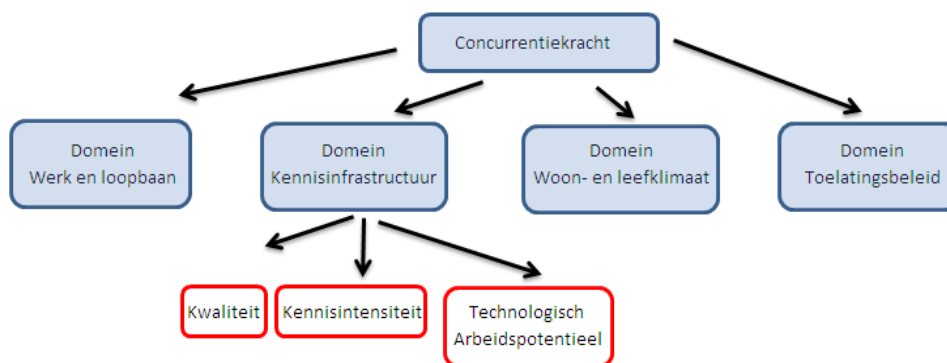 Concurrentiekracht
Domein
Werk en loopbaan
Domein
Kennisinfrastructuur
Domein
Woon- en leefklimaat
Domein
Toelatingsbeleid
Kwaliteit
Kennisintensiteit
Technologisch
Arbeidspotentieel